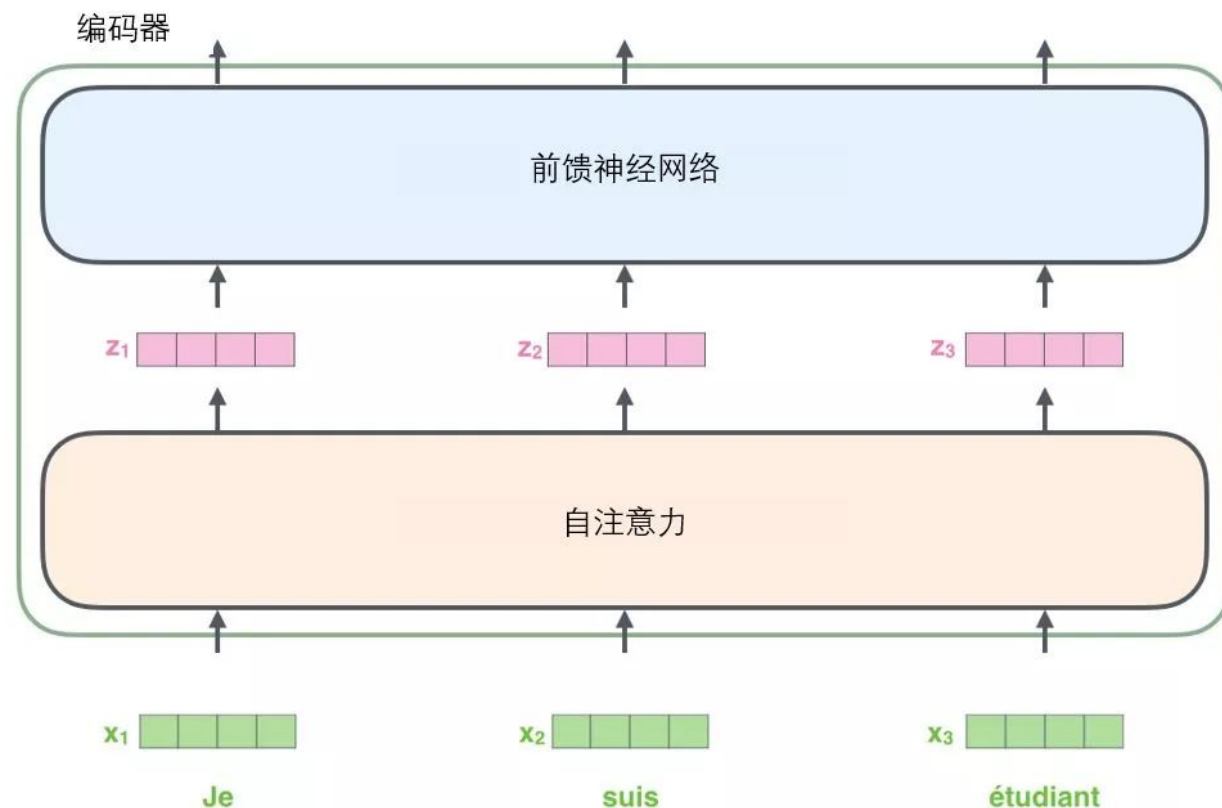 编码器
前馈神经网络
z₁ z₂ z₃
自注意力
x₁ x₂ x₃
Je suis étudiant